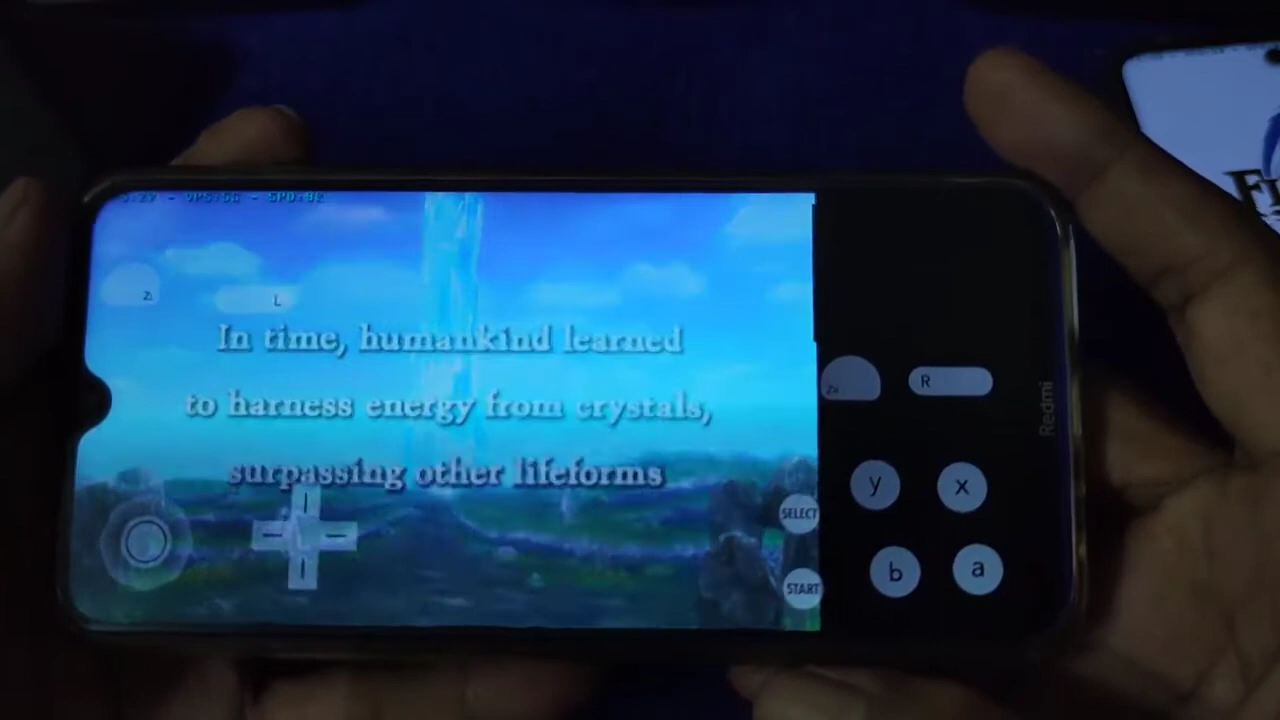 L
In time, humankind learned
to harness energy from crystals,
surpassing other lifeforms
R
y
x
SELECT
b
a
START
Redmi